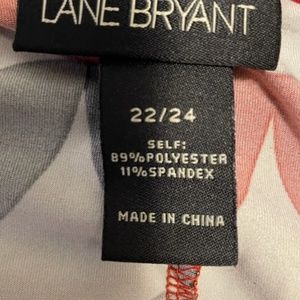 LANE BRYANT
22/24
SELF:
89%POLYESTER
11%SPANDEX
MADE IN CHINA